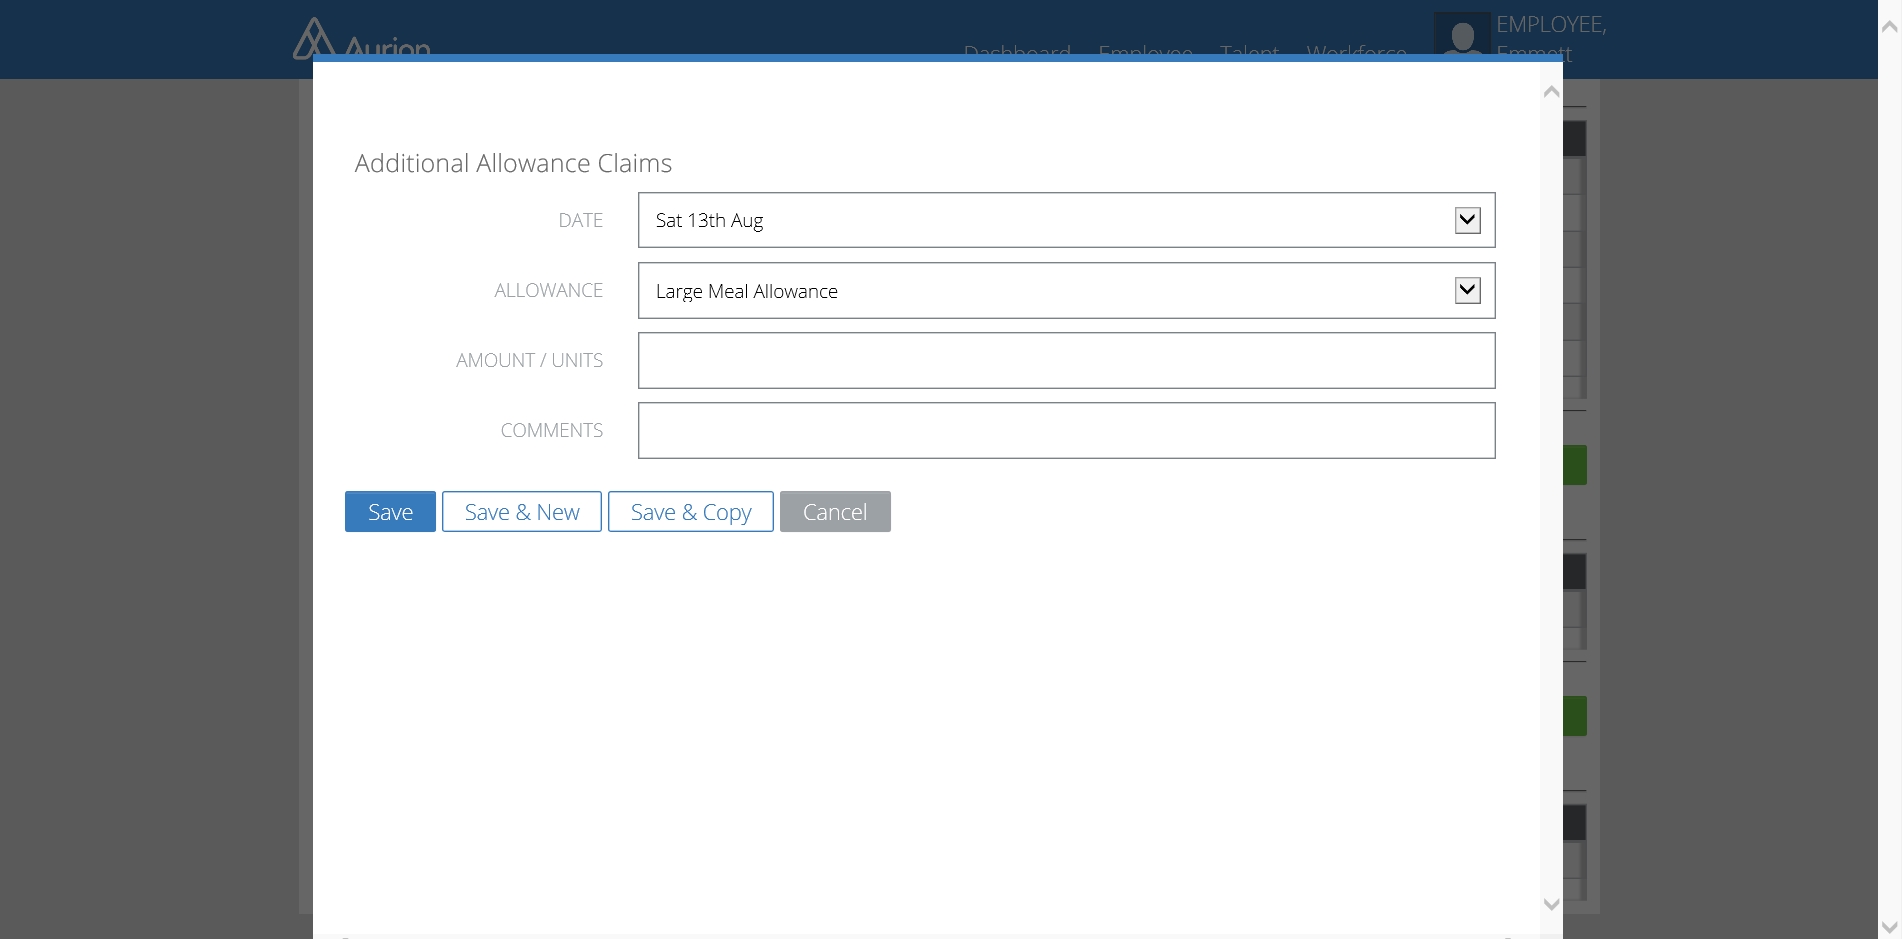 Aurion
Dashboard Employee Talent Workforce
EMPLOYEE,
Emmett
Additional Allowance Claims
DATE
Sat 13th Aug
ALLOWANCE
Large Meal Allowance
AMOUNT / UNITS
COMMENTS
Save Save & New Save & Copy Cancel